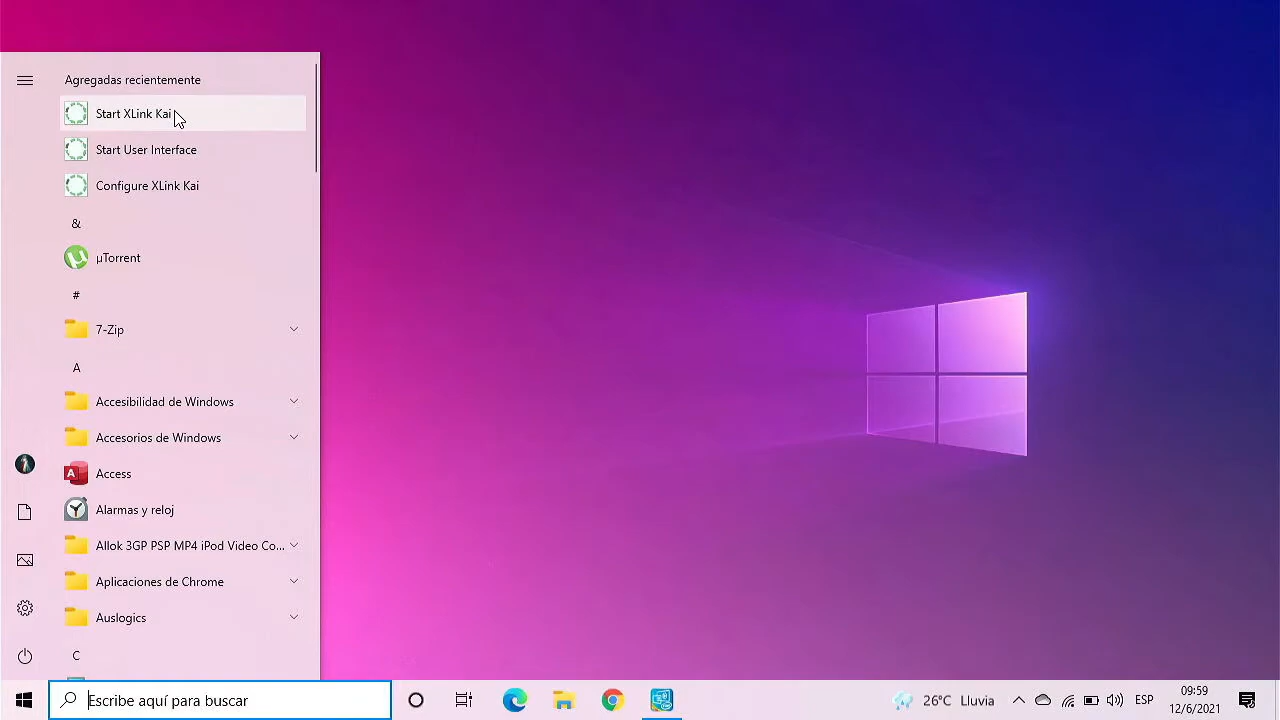 Agregadas recientemente
Start XLink Kai
Start User Interface
Configure XLink Kai
&
µTorrent
#
7-Zip
A
Accesibilidad de Windows
Accesorios de Windows
Access
Alarmas y reloj
Allok 3GP PSP MP4 iPod Video Co...
Aplicaciones de Chrome
Auslogics
C
Escribe aquí para buscar
26°C Lluvia
ESP
09:59
12/6/2021